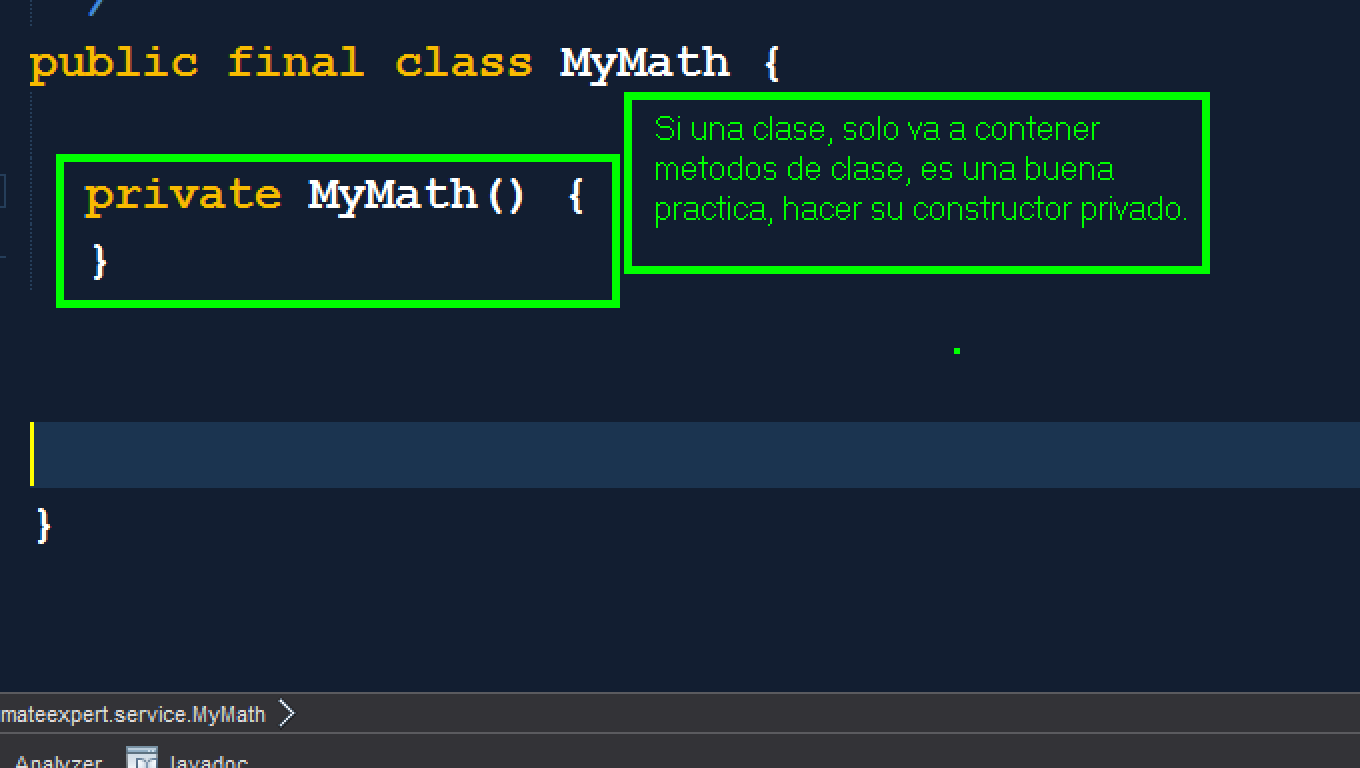 /
public final class MyMath {
Si una clase, solo va a contener
metodos de clase, es una buena
practica, hacer su constructor privado.
private MyMath() {
}
}
mateexpert.service.MyMath
Analyzer Javadoc